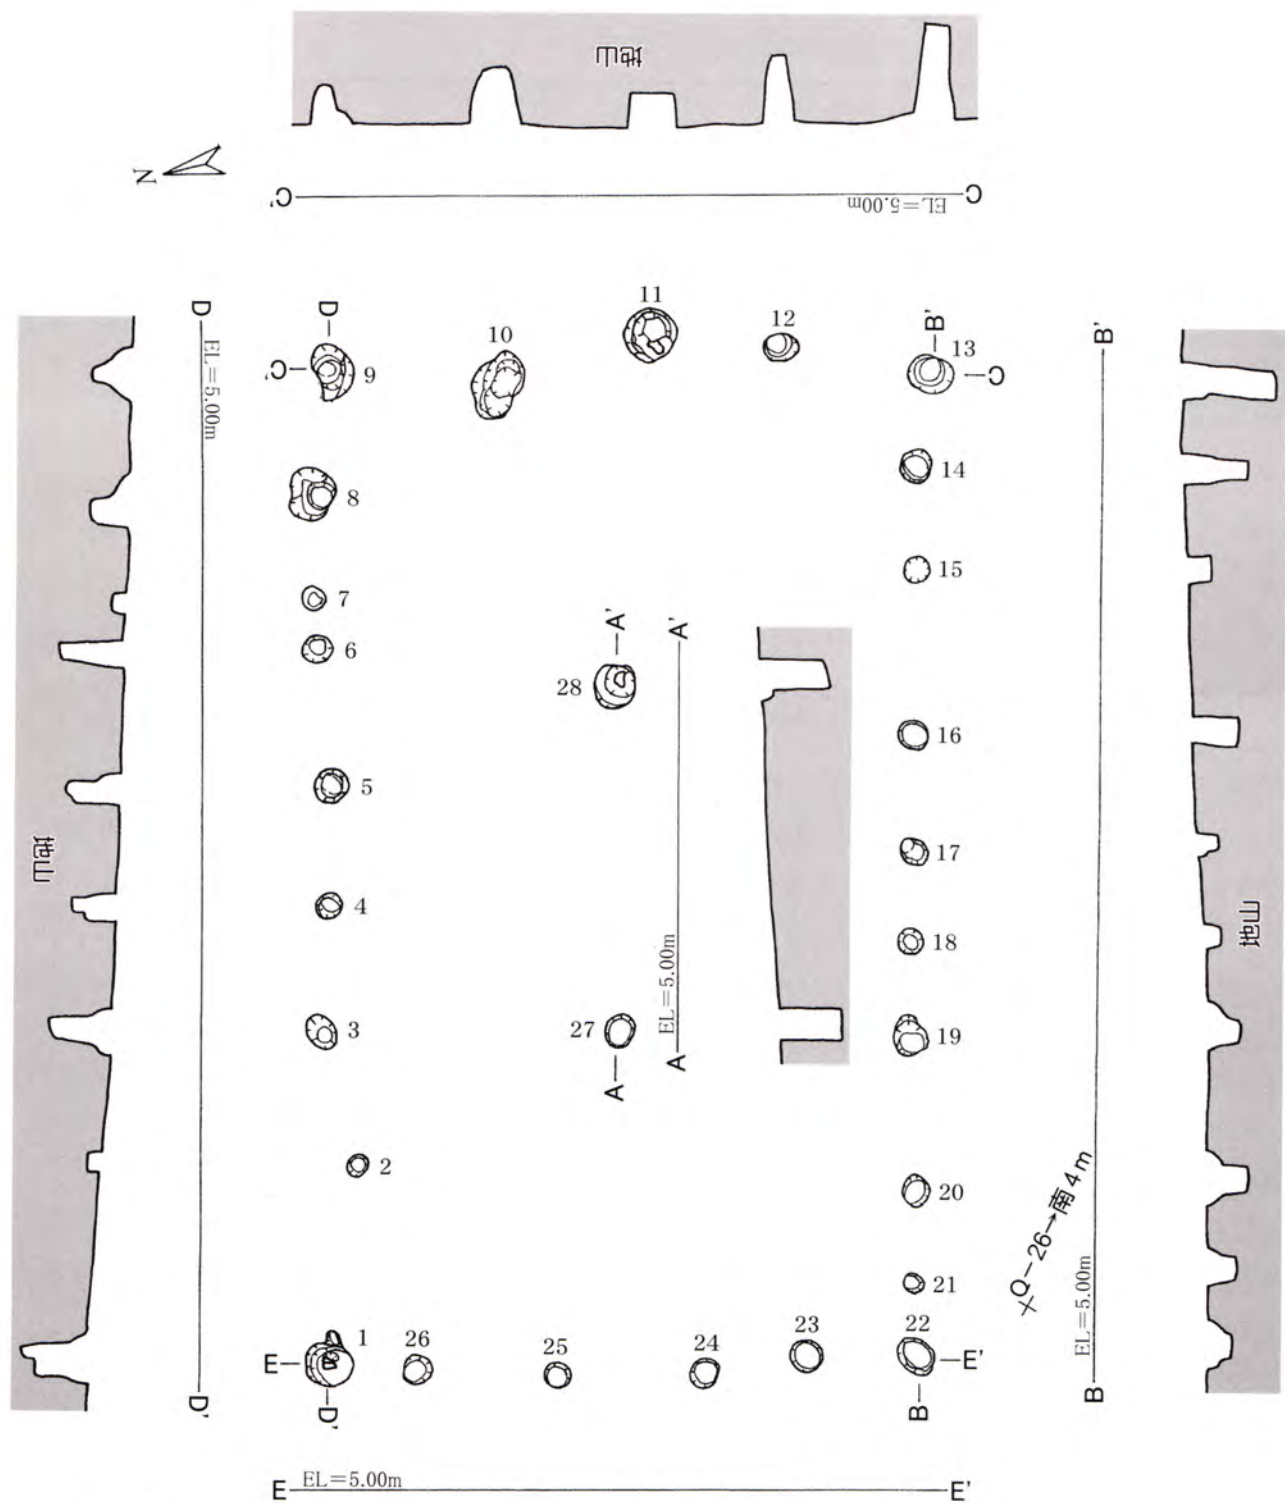 地山
N
C'
C
EL=5.00m
D
EL=5.00m
D
C'
9
10
11
12
B'
13
C
B'
8
14
7
15
6
A'
A'
28
16
5
17
地山
4
18
地山
EL=5.00m
3
27
19
A
A
2
20
Q-26→南4m
21
EL=5.00m
1
26
25
24
23
22
E
E'
D'
D'
B
B
E
EL=5.00m
E'